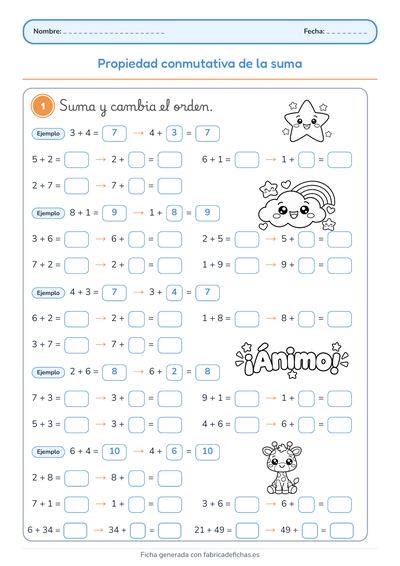 Nombre: Fecha:
Propiedad conmutativa de la suma
1 Suma y cambia el orden.
Ejemplo 3 + 4 = 7 → 4 + 3 = 7
5 + 2 = → 2 + = 6 + 1 = → 1 + =
2 + 7 = → 7 + =
Ejemplo 8 + 1 = 9 → 1 + 8 = 9
3 + 6 = → 6 + = 2 + 5 = → 5 + =
7 + 2 = → 2 + = 1 + 9 = → 9 + =
Ejemplo 4 + 3 = 7 → 3 + 4 = 7
6 + 2 = → 2 + = 1 + 8 = → 8 + =
3 + 7 = → 7 + =
¡Ánimo!
Ejemplo 2 + 6 = 8 → 6 + 2 = 8
7 + 3 = → 3 + = 9 + 1 = → 1 + =
5 + 3 = → 3 + = 4 + 6 = → 6 + =
Ejemplo 6 + 4 = 10 → 4 + 6 = 10
2 + 8 = → 8 + =
7 + 1 = → 1 + = 3 + 6 = → 6 + =
6 + 34 = → 34 + = 21 + 49 = → 49 + =
Ficha generada con fabricadefichas.es